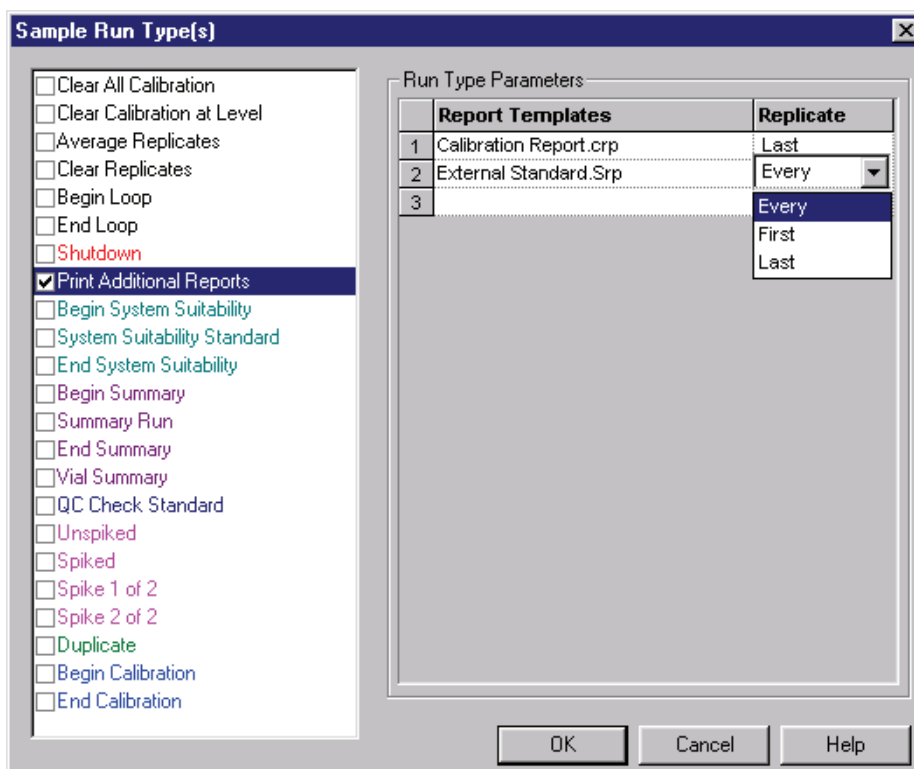 Sample Run Type(s)
Clear All Calibration
Clear Calibration at Level
Average Replicates
Clear Replicates
Begin Loop
End Loop
Shutdown
Print Additional Reports
Begin System Suitability
System Suitability Standard
End System Suitability
Begin Summary
Summary Run
End Summary
Vial Summary
QC Check Standard
Unspiked
Spiked
Spike 1 of 2
Spike 2 of 2
Duplicate
Begin Calibration
End Calibration
Run Type Parameters
Report Templates Replicate
1 Calibration Report.crp Last
2 External Standard.Srp Every
3
Every
First
Last
OK Cancel Help